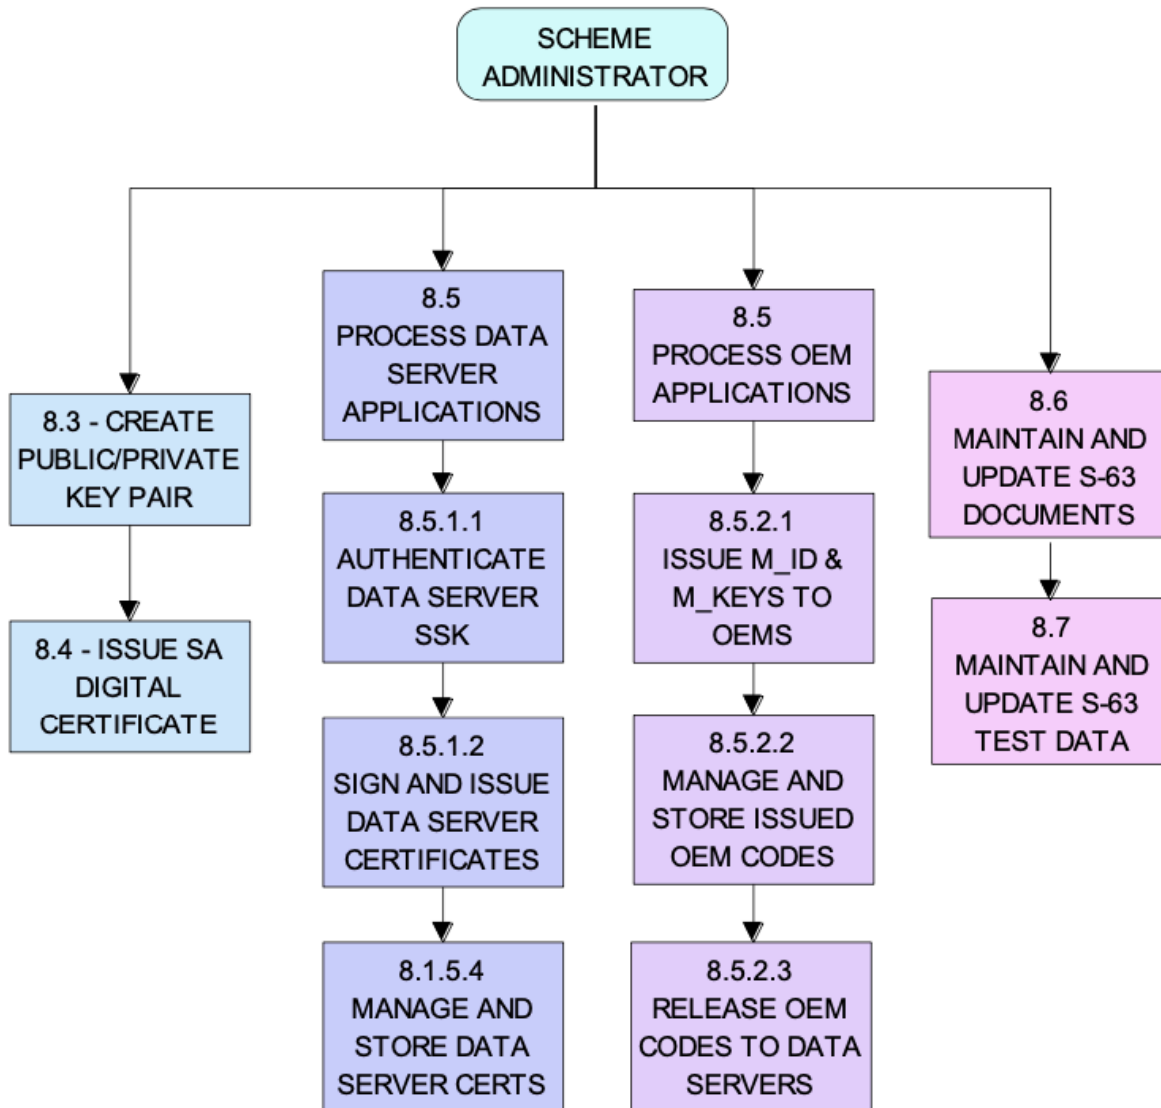 SCHEME
ADMINISTRATOR
8.3 - CREATE
PUBLIC/PRIVATE
KEY PAIR
8.4 - ISSUE SA
DIGITAL
CERTIFICATE
8.5
PROCESS DATA
SERVER
APPLICATIONS
8.5.1.1
AUTHENTICATE
DATA SERVER
SSK
8.5.1.2
SIGN AND ISSUE
DATA SERVER
CERTIFICATES
8.1.5.4
MANAGE AND
STORE DATA
SERVER CERTS
8.5
PROCESS OEM
APPLICATIONS
8.5.2.1
ISSUE M_ID &
M_KEYS TO
OEMS
8.5.2.2
MANAGE AND
STORE ISSUED
OEM CODES
8.5.2.3
RELEASE OEM
CODES TO DATA
SERVERS
8.6
MAINTAIN AND
UPDATE S-63
DOCUMENTS
8.7
MAINTAIN AND
UPDATE S-63
TEST DATA